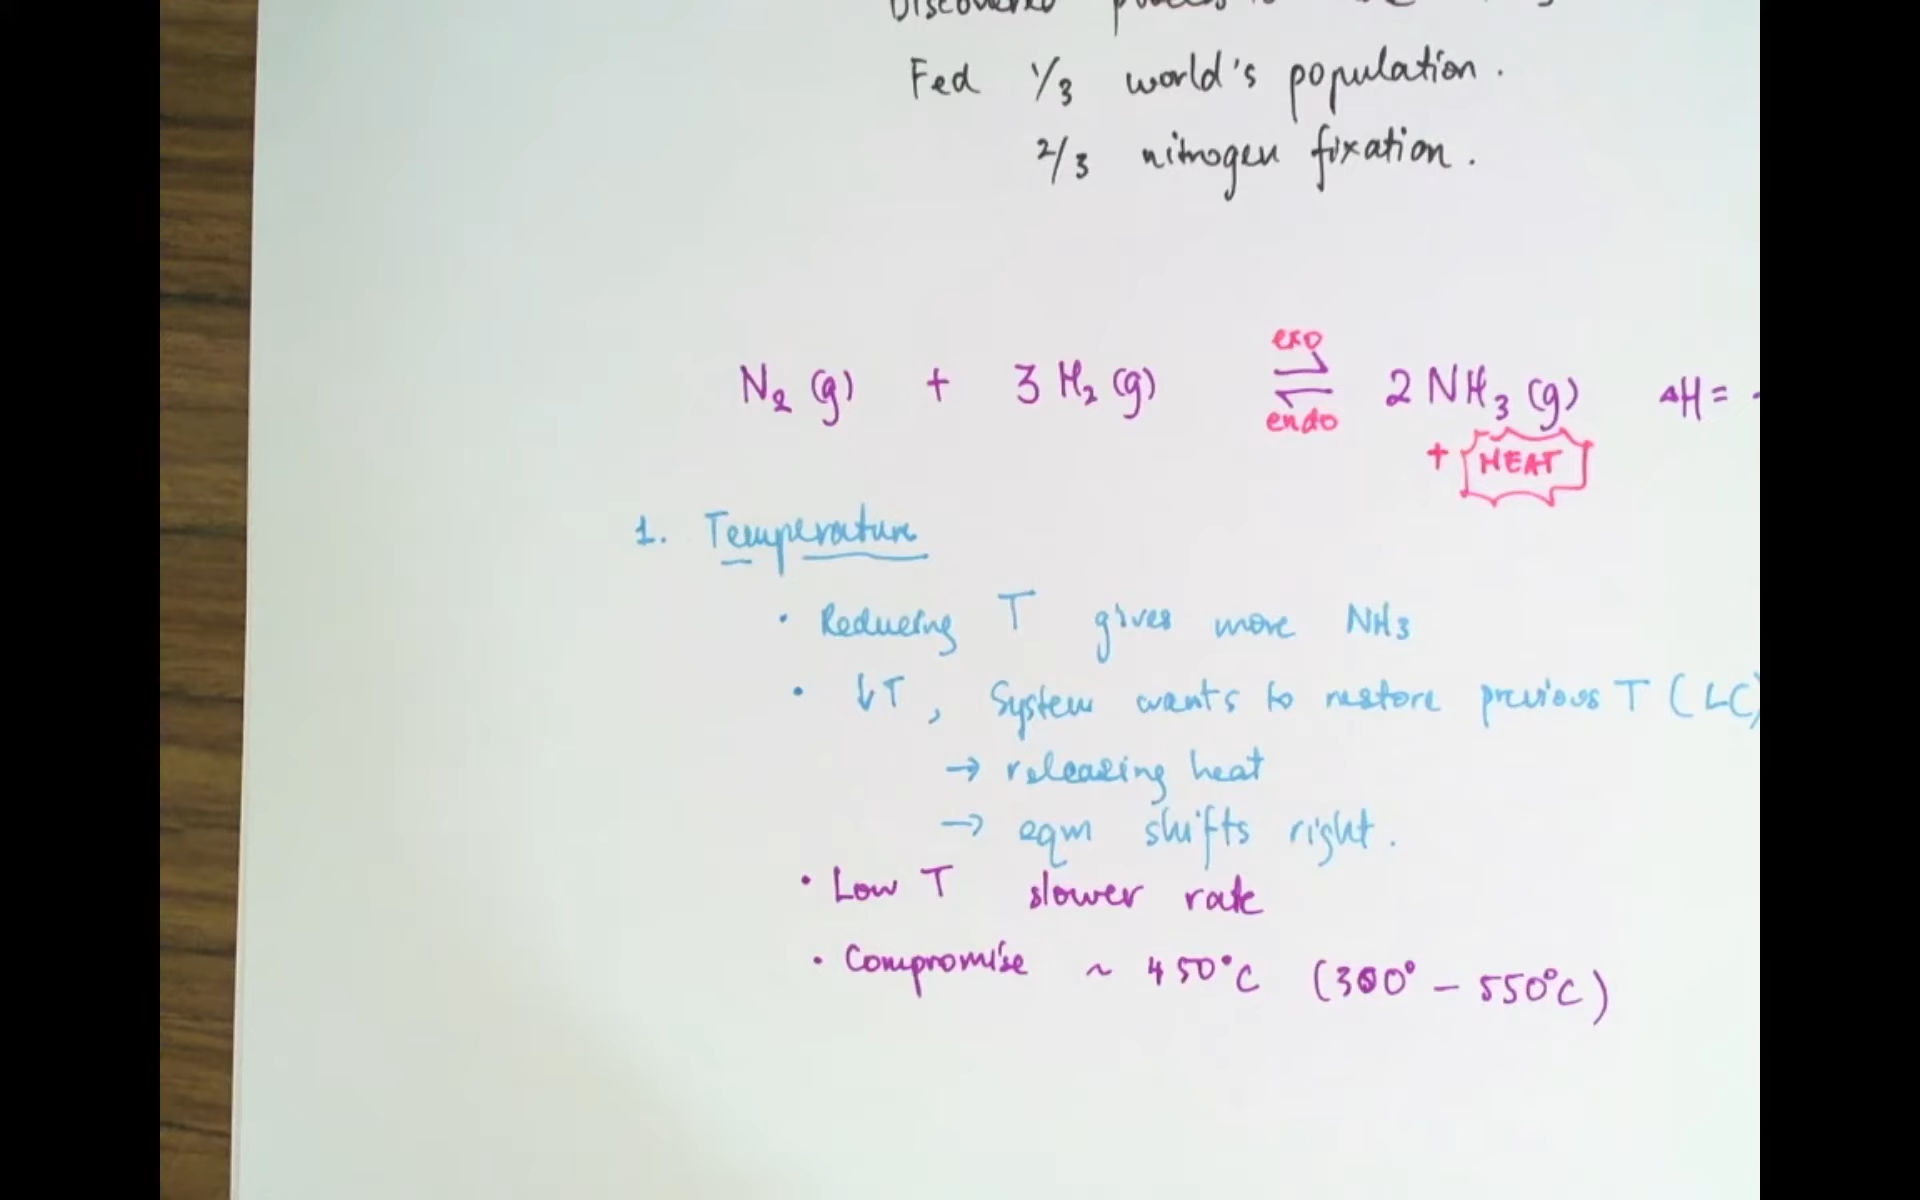 Discovered
Fed 1/3 world's population.
2/3 nitrogen fixation.
exo
N2 (g) + 3 H2 (g) ⇌ 2 NH3 (g) ΔH = -
endo
+ HEAT
1. Temperature
• Reducing T gives more NH3
• ↓T, System wants to restore previous T (LC)
→ releasing heat
→ eqm shifts right.
• Low T slower rate
• Compromise ~ 450°C (300° - 550°C)